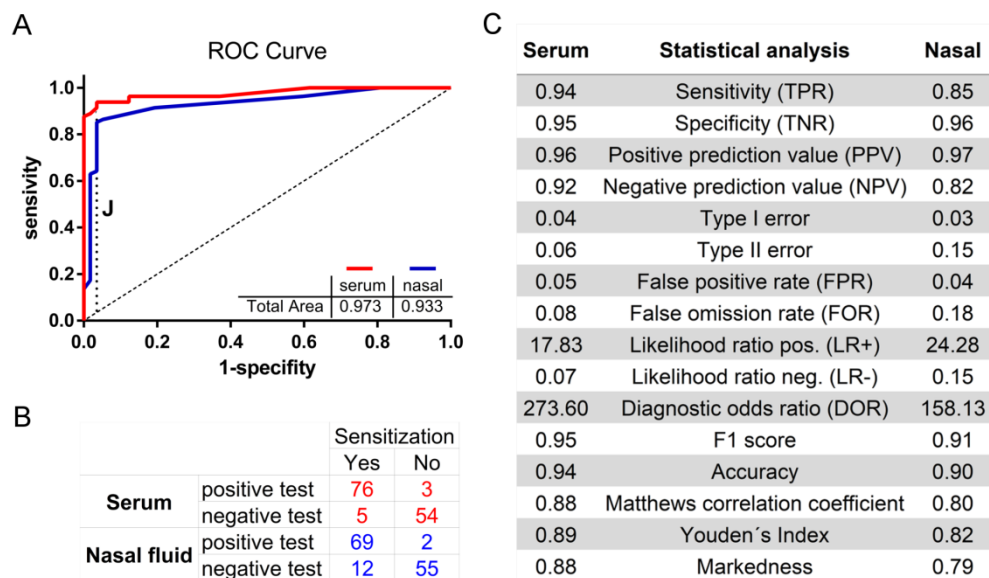 A
ROC Curve
1.0
0.8
0.6
0.4
0.2
0.0
sensivity
J
serum nasal
Total Area 0.973 0.933
0.0 0.2 0.4 0.6 0.8 1.0
1-specifity
B
Sensitization
Yes No
Serum positive test 76 3
negative test 5 54
Nasal fluid positive test 69 2
negative test 12 55
C
Serum Statistical analysis Nasal
0.94 Sensitivity (TPR) 0.85
0.95 Specificity (TNR) 0.96
0.96 Positive prediction value (PPV) 0.97
0.92 Negative prediction value (NPV) 0.82
0.04 Type I error 0.03
0.06 Type II error 0.15
0.05 False positive rate (FPR) 0.04
0.08 False omission rate (FOR) 0.18
17.83 Likelihood ratio pos. (LR+) 24.28
0.07 Likelihood ratio neg. (LR-) 0.15
273.60 Diagnostic odds ratio (DOR) 158.13
0.95 F1 score 0.91
0.94 Accuracy 0.90
0.88 Matthews correlation coefficient 0.80
0.89 Youden´s Index 0.82
0.88 Markedness 0.79